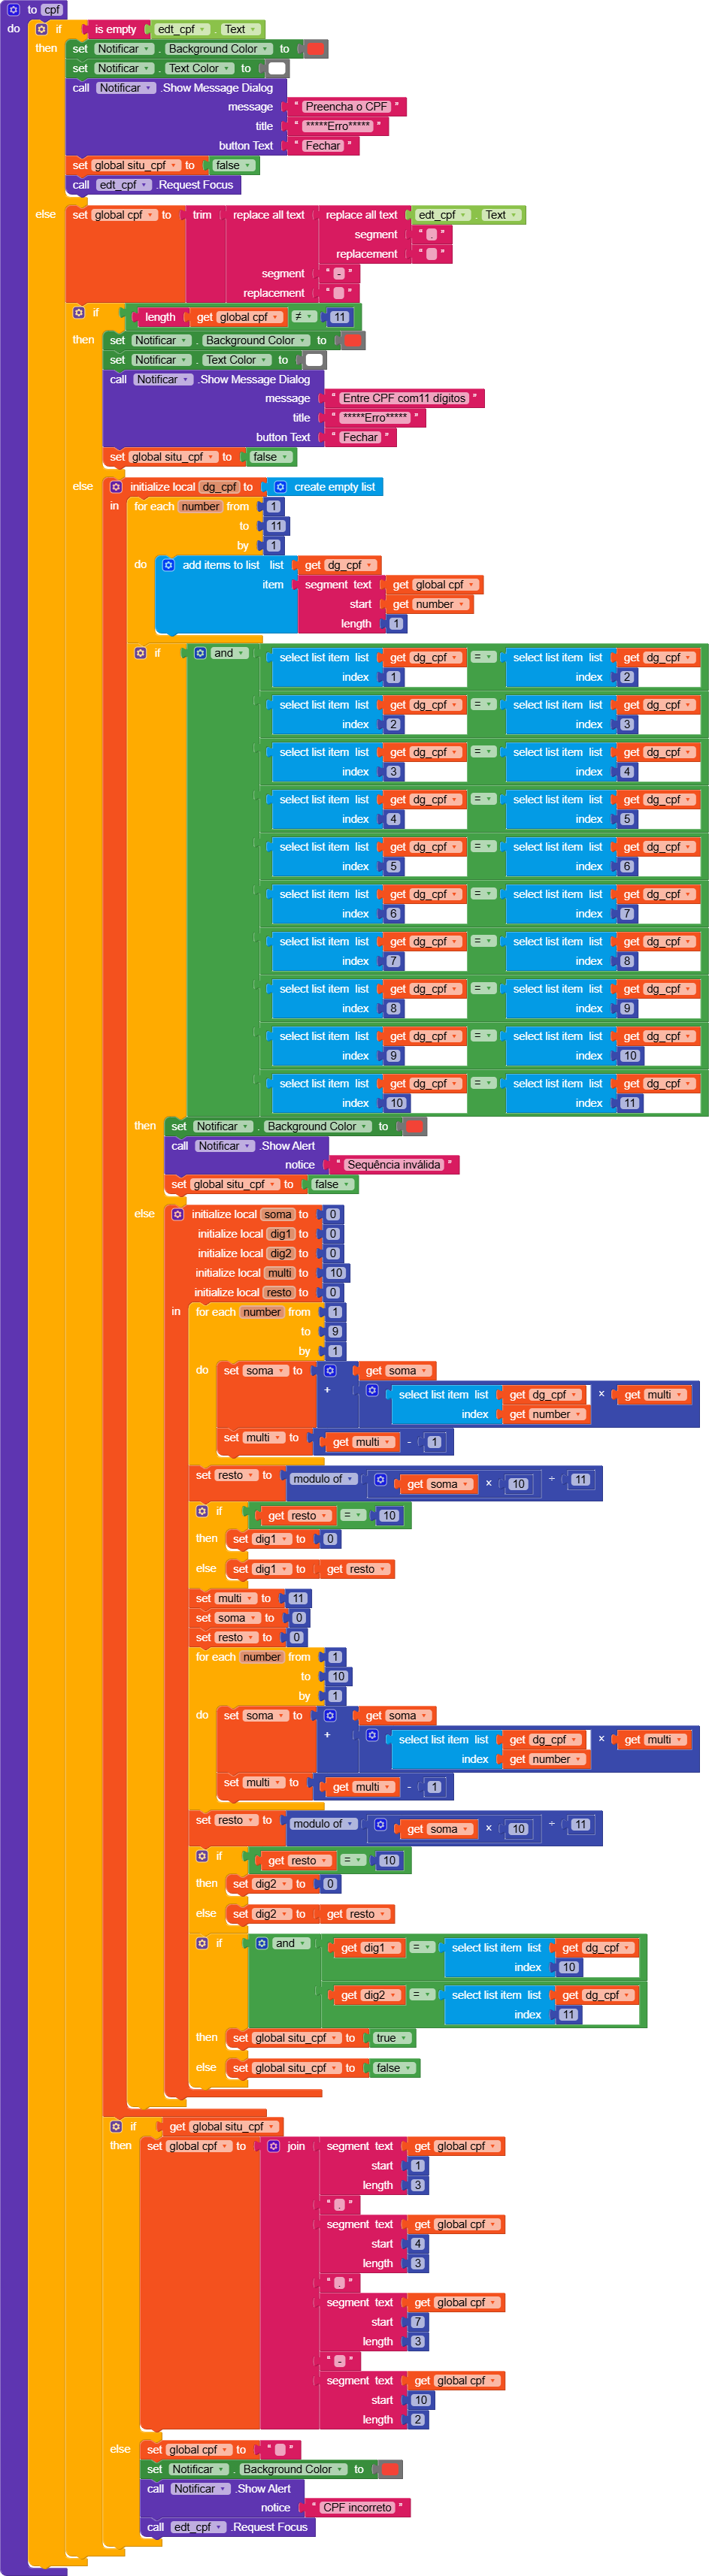 to cpf
do if is empty edt_cpf . Text
then set Notificar . Background Color to
set Notificar . Text Color to
call Notificar .Show Message Dialog
message " Preencha o CPF "
title " *****Erro***** "
button Text " Fechar "
set global situ_cpf to false
call edt_cpf .Request Focus
else set global cpf to trim replace all text replace all text edt_cpf . Text
segment " . "
replacement " "
segment " - "
replacement " "
if length get global cpf ≠ 11
then set Notificar . Background Color to
set Notificar . Text Color to
call Notificar .Show Message Dialog
message " Entre CPF com11 dígitos "
title " *****Erro***** "
button Text " Fechar "
set global situ_cpf to false
else initialize local dg_cpf to create empty list
in for each number from 1
to 11
by 1
do add items to list list get dg_cpf
item segment text get global cpf
start get number
length 1
if and select list item list get dg_cpf = select list item list get dg_cpf
index 1 index 2
select list item list get dg_cpf = select list item list get dg_cpf
index 2 index 3
select list item list get dg_cpf = select list item list get dg_cpf
index 3 index 4
select list item list get dg_cpf = select list item list get dg_cpf
index 4 index 5
select list item list get dg_cpf = select list item list get dg_cpf
index 5 index 6
select list item list get dg_cpf = select list item list get dg_cpf
index 6 index 7
select list item list get dg_cpf = select list item list get dg_cpf
index 7 index 8
select list item list get dg_cpf = select list item list get dg_cpf
index 8 index 9
select list item list get dg_cpf = select list item list get dg_cpf
index 9 index 10
select list item list get dg_cpf = select list item list get dg_cpf
index 10 index 11
then set Notificar . Background Color to
call Notificar .Show Alert
notice " Sequência inválida "
set global situ_cpf to false
else initialize local soma to 0
initialize local dig1 to 0
initialize local dig2 to 0
initialize local multi to 10
initialize local resto to 0
in for each number from 1
to 9
by 1
do set soma to get soma
+ select list item list get dg_cpf × get multi
index get number
set multi to get multi - 1
set resto to modulo of get soma × 10 ÷ 11
if get resto = 10
then set dig1 to 0
else set dig1 to get resto
set multi to 11
set soma to 0
set resto to 0
for each number from 1
to 10
by 1
do set soma to get soma
+ select list item list get dg_cpf × get multi
index get number
set multi to get multi - 1
set resto to modulo of get soma × 10 ÷ 11
if get resto = 10
then set dig2 to 0
else set dig2 to get resto
if and get dig1 = select list item list get dg_cpf
index 10
get dig2 = select list item list get dg_cpf
index 11
then set global situ_cpf to true
else set global situ_cpf to false
if get global situ_cpf
then set global cpf to join segment text get global cpf
start 1
length 3
" . "
segment text get global cpf
start 4
length 3
" . "
segment text get global cpf
start 7
length 3
" - "
segment text get global cpf
start 10
length 2
else set global cpf to " "
set Notificar . Background Color to
call Notificar .Show Alert
notice " CPF incorreto "
call edt_cpf .Request Focus